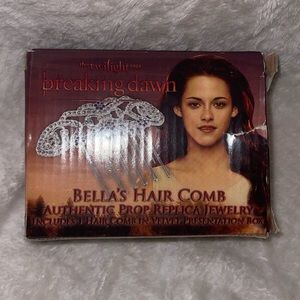 the twilight saga
breaking dawn
BELLA'S HAIR COMB
AUTHENTIC PROP REPLICA JEWELRY
INCLUDES 1 HAIR COMB IN VELVET PRESENTATION BOX